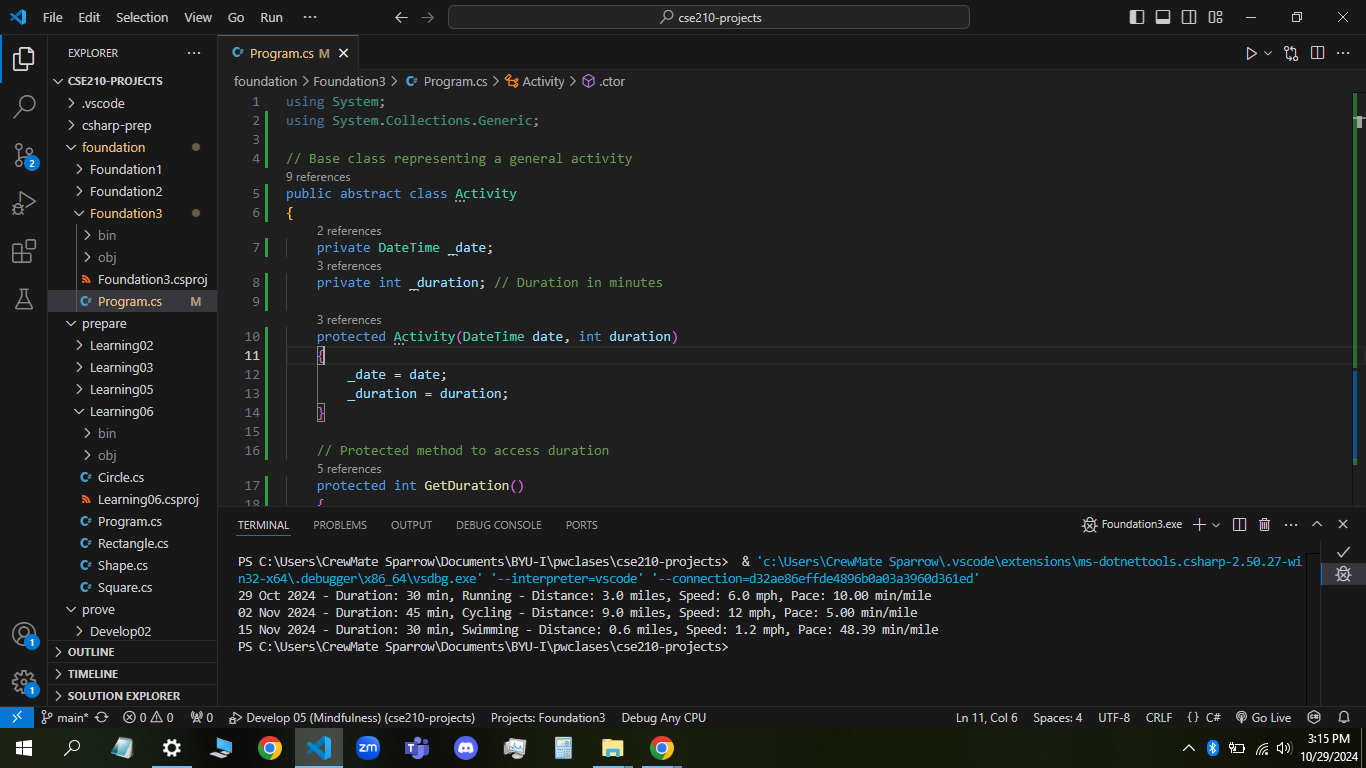 File Edit Selection View Go Run ··· cse210-projects
EXPLORER ···
CSE210-PROJECTS
.vscode
csharp-prep
foundation
Foundation1
Foundation2
Foundation3
bin
obj
Foundation3.csproj
Program.cs M
prepare
Learning02
Learning03
Learning05
Learning06
bin
obj
Circle.cs
Learning06.csproj
Program.cs
Rectangle.cs
Shape.cs
Square.cs
prove
Develop02
OUTLINE
TIMELINE
SOLUTION EXPLORER
2
1
1
Program.cs M
foundation > Foundation3 > Program.cs > Activity > .ctor
1 using System;
2 using System.Collections.Generic;
3
4 // Base class representing a general activity
9 references
5 public abstract class Activity
6 {
2 references
7 private DateTime _date;
3 references
8 private int _duration; // Duration in minutes
9
3 references
10 protected Activity(DateTime date, int duration)
11 {
12 _date = date;
13 _duration = duration;
14 }
15
16 // Protected method to access duration
5 references
17 protected int GetDuration()
18 {
TERMINAL PROBLEMS OUTPUT DEBUG CONSOLE PORTS Foundation3.exe
PS C:\Users\CrewMate Sparrow\Documents\BYU-I\pwclases\cse210-projects> & 'c:\Users\CrewMate Sparrow\.vscode\extensions\ms-dotnettools.csharp-2.50.27-wi
n32-x64\.debugger\x86_64\vsdbg.exe' '--interpreter=vscode' '--connection=d32ae86effde4896b0a03a3960d361ed'
29 Oct 2024 - Duration: 30 min, Running - Distance: 3.0 miles, Speed: 6.0 mph, Pace: 10.00 min/mile
02 Nov 2024 - Duration: 45 min, Cycling - Distance: 9.0 miles, Speed: 12 mph, Pace: 5.00 min/mile
15 Nov 2024 - Duration: 30 min, Swimming - Distance: 0.6 miles, Speed: 1.2 mph, Pace: 48.39 min/mile
PS C:\Users\CrewMate Sparrow\Documents\BYU-I\pwclases\cse210-projects>
main* 0 0 0 Develop 05 (Mindfulness) (cse210-projects) Projects: Foundation3 Debug Any CPU Ln 11, Col 6 Spaces: 4 UTF-8 CRLF {} C# Go Live
zm
3:15 PM
10/29/2024